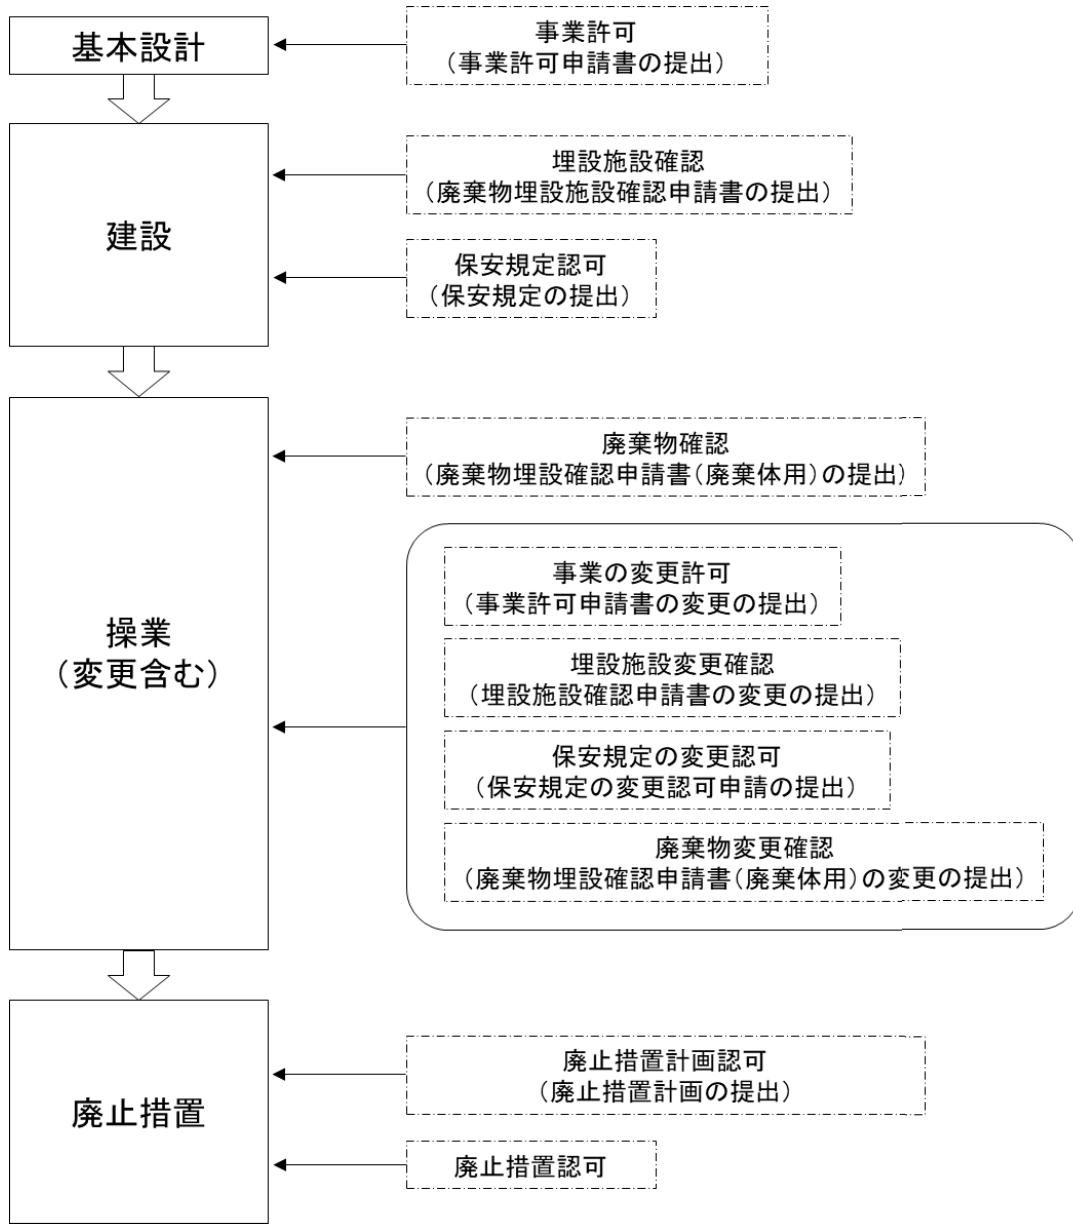 基本設計
事業許可
（事業許可申請書の提出）
建設
埋設施設確認
（廃棄物埋設施設確認申請書の提出）
保安規定認可
（保安規定の提出）
操業
（変更含む）
廃棄物確認
（廃棄物埋設確認申請書（廃棄体用）の提出）
事業の変更許可
（事業許可申請書の変更の提出）
埋設施設変更確認
（埋設施設確認申請書の変更の提出）
保安規定の変更認可
（保安規定の変更認可申請の提出）
廃棄物変更確認
（廃棄物埋設確認申請書（廃棄体用）の変更の提出）
廃止措置
廃止措置計画認可
（廃止措置計画の提出）
廃止措置認可